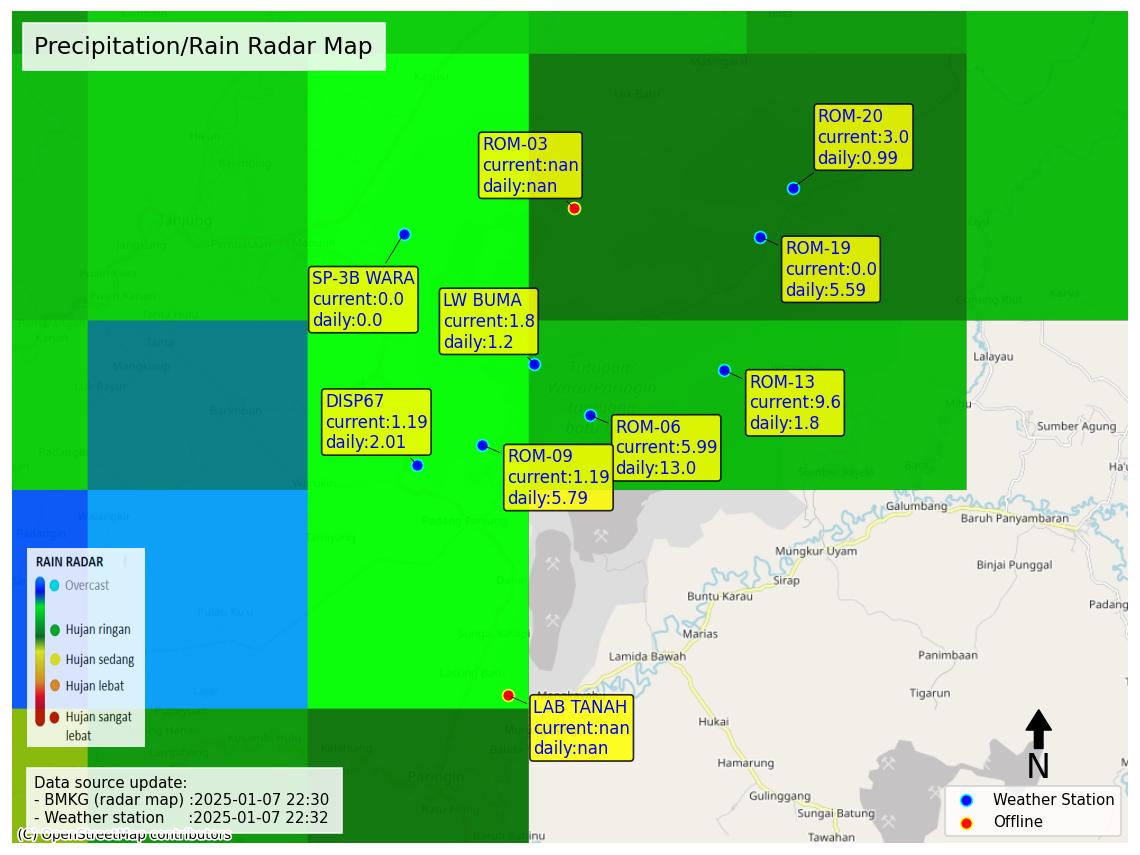 Precipitation/Rain Radar Map
ROM-20
current:3.0
daily:0.99
ROM-03
current:nan
daily:nan
ROM-19
current:0.0
daily:5.59
SP-3B WARA
current:0.0
daily:0.0
LW BUMA
current:1.8
daily:1.2
ROM-13
current:9.6
daily:1.8
DISP67
current:1.19
daily:2.01
ROM-06
current:5.99
daily:13.0
ROM-09
current:1.19
daily:5.79
LAB TANAH
current:nan
daily:nan
Tanjung
Barimbun
Paringin
Lalayau
Mihu
Sumber Agung
Galumbang
Baruh Panyambaran
Mungkur Uyam
Binjai Punggal
Sirap
Buntu Karau
Padang
Marias
Lamida Bawah
Panimbaan
Tigarun
Hukai
Hamarung
Gulinggang
Sungai Batung
Tawahan
RAIN RADAR
Overcast
Hujan ringan
Hujan sedang
Hujan lebat
Hujan sangat
lebat
Data source update:
- BMKG (radar map) :2025-01-07 22:30
- Weather station :2025-01-07 22:32
(C) OpenStreetMap contributors
N
Weather Station
Offline